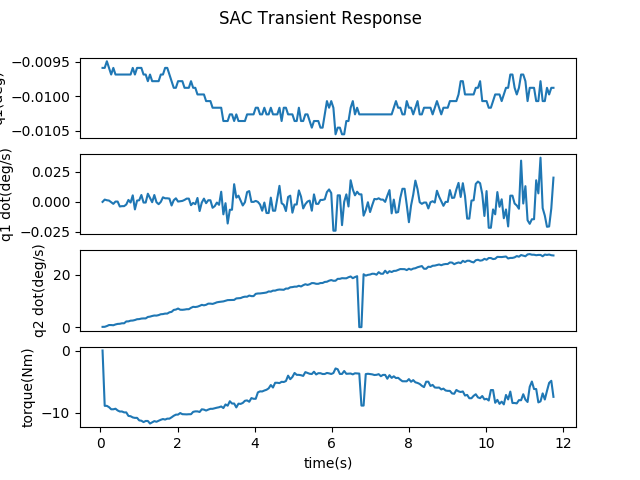 SAC Transient Response
−0.0095
−0.0100
−0.0105
0.025
0.000
−0.025
q1 dot(deg/s)
20
0
q2 dot(deg/s)
0
−10
torque(Nm)
0 2 4 6 8 10 12
time(s)